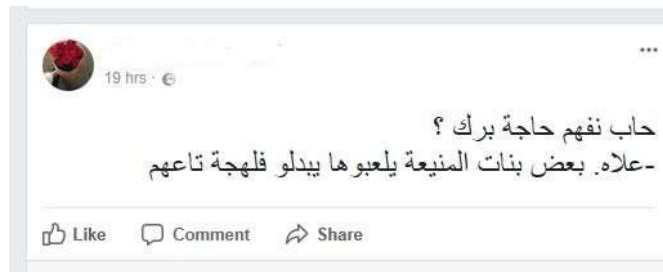 19 hrs
حاب نفهم حاجة برك ؟
-علاه. بعض بنات المنيعة يلعبوها يبدلو فلهجة تاعهم
Like Comment Share